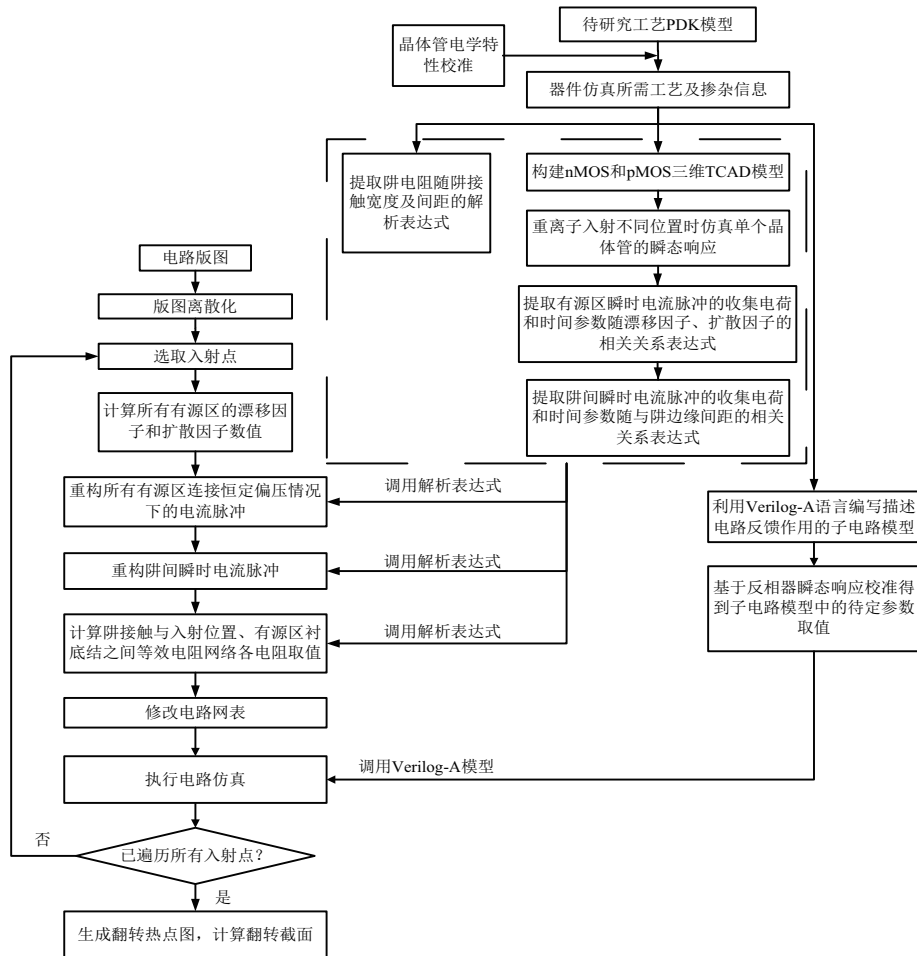 待研究工艺PDK模型
晶体管电学特
性校准
器件仿真所需工艺及掺杂信息
提取阱电阻随阱接
触宽度及间距的解
析表达式
构建nMOS和pMOS三维TCAD模型
重离子入射不同位置时仿真单个晶
体管的瞬态响应
提取有源区瞬时电流脉冲的收集电荷
和时间参数随漂移因子、扩散因子的
相关关系表达式
提取阱间瞬时电流脉冲的收集电荷
和时间参数随与阱边缘间距的相关
关系表达式
电路版图
版图离散化
选取入射点
计算所有有源区的漂移因
子和扩散因子数值
重构所有有源区连接恒定偏压情况
下的电流脉冲
调用解析表达式
重构阱间瞬时电流脉冲
调用解析表达式
计算阱接触与入射位置、有源区衬
底结之间等效电阻网络各电阻取值
调用解析表达式
修改电路网表
利用Verilog-A语言编写描述
电路反馈作用的子电路模型
基于反相器瞬态响应校准得
到子电路模型中的待定参数
取值
执行电路仿真
调用Verilog-A模型
已遍历所有入射点?
否
是
生成翻转热点图，计算翻转截面